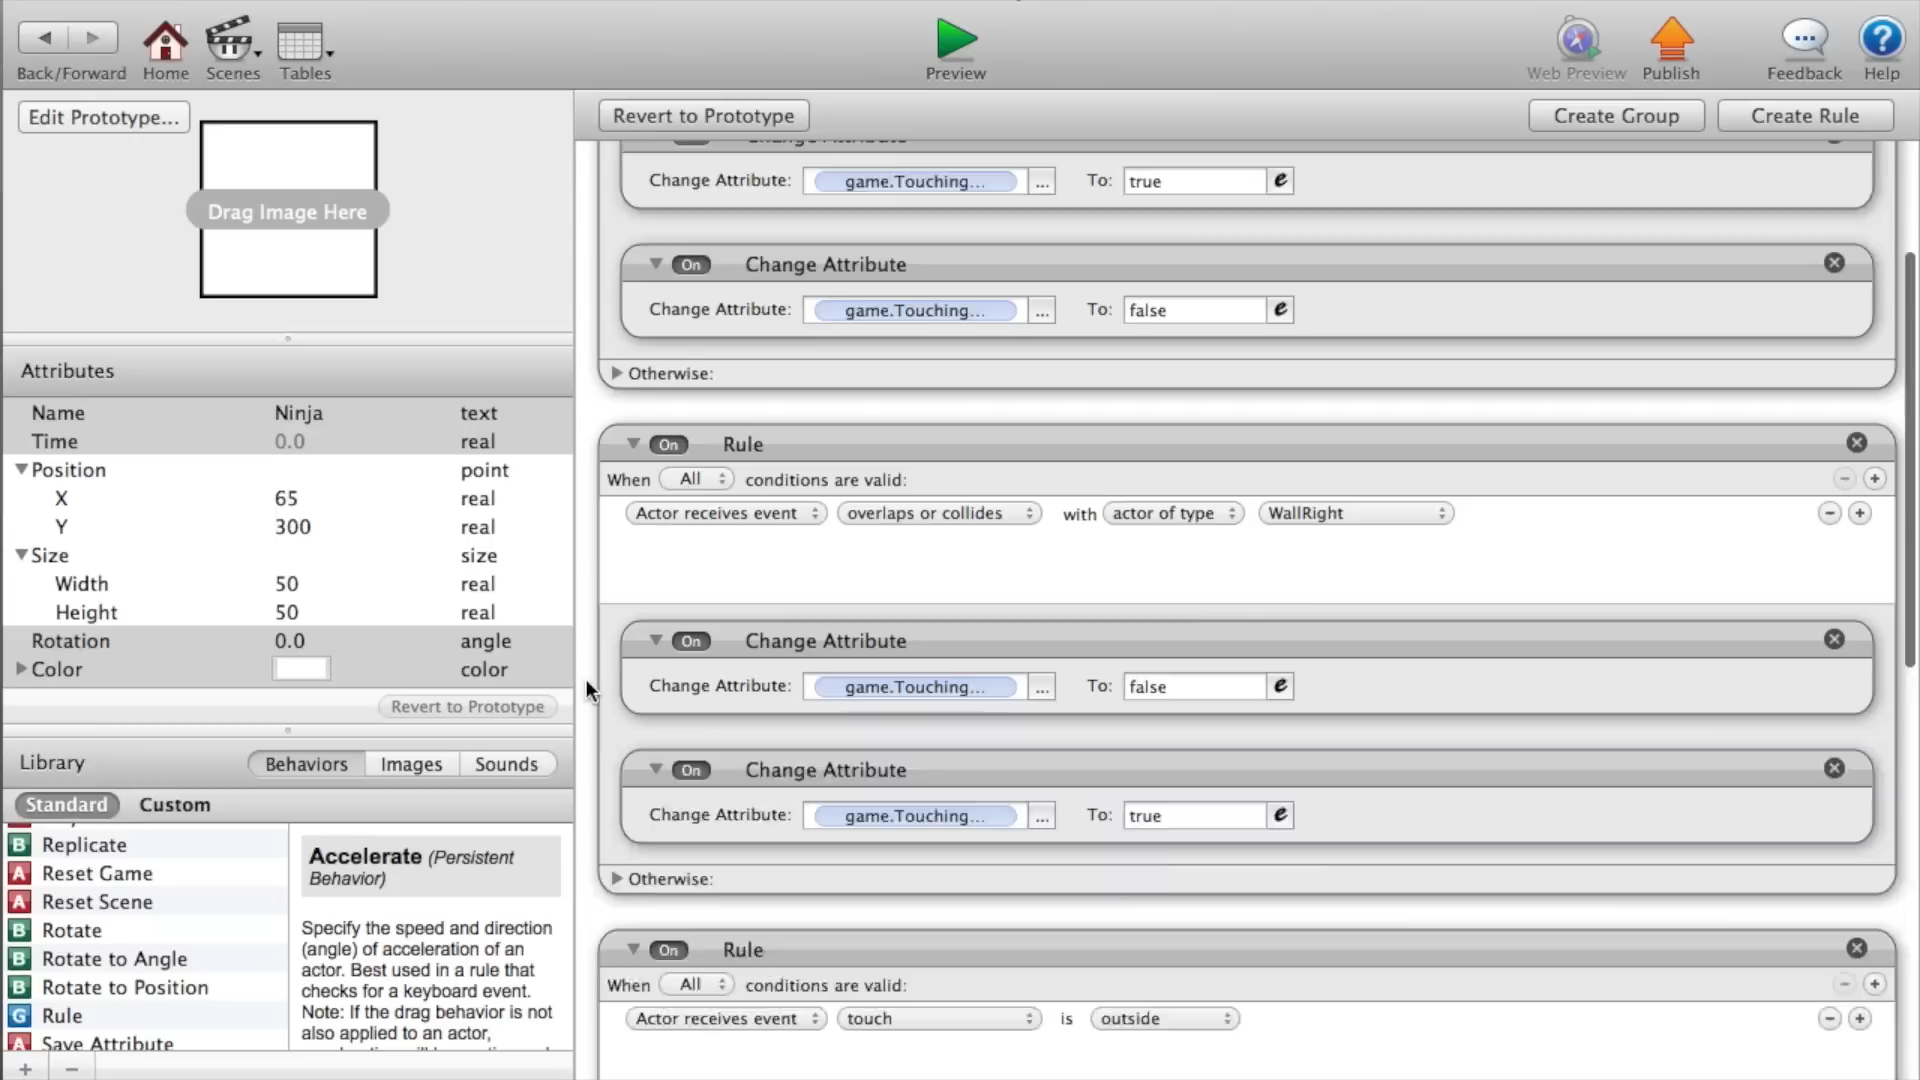 Back/Forward Home Scenes Tables Preview Web Preview Publish Feedback Help
Edit Prototype...
Drag Image Here
Attributes
Name Ninja text
Time 0.0 real
Position point
X 65 real
Y 300 real
Size size
Width 50 real
Height 50 real
Rotation 0.0 angle
Color color
Revert to Prototype
Library Behaviors Images Sounds
Standard Custom
B Replicate
A Reset Game
A Reset Scene
B Rotate
B Rotate to Angle
B Rotate to Position
G Rule
A Save Attribute
+ −
Accelerate (Persistent
Behavior)
Specify the speed and direction
(angle) of acceleration of an
actor. Best used in a rule that
checks for a keyboard event.
Note: If the drag behavior is not
also applied to an actor,
Revert to Prototype Create Group Create Rule
Change Attribute
Change Attribute: game.Touching... ... To: true e
On Change Attribute
Change Attribute: game.Touching... ... To: false e
Otherwise:
On Rule
When All conditions are valid:
Actor receives event overlaps or collides with actor of type WallRight
On Change Attribute
Change Attribute: game.Touching... ... To: false e
On Change Attribute
Change Attribute: game.Touching... ... To: true e
Otherwise:
On Rule
When All conditions are valid:
Actor receives event touch is outside